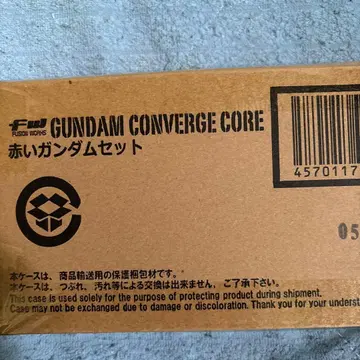 FW GUNDAM CONVERGE CORE
FUSION WORKS
赤いガンダムセット
4570117
05
本ケースは、商品輸送用の保護梱包材です。
本ケースは、つぶれ、汚れ等による交換は出来ません、ご了承下さい。
This case is used solely for the purpose of protecting product during shipment.
Case may not be exchanged due to damage or discoloration. Thank you for your underst